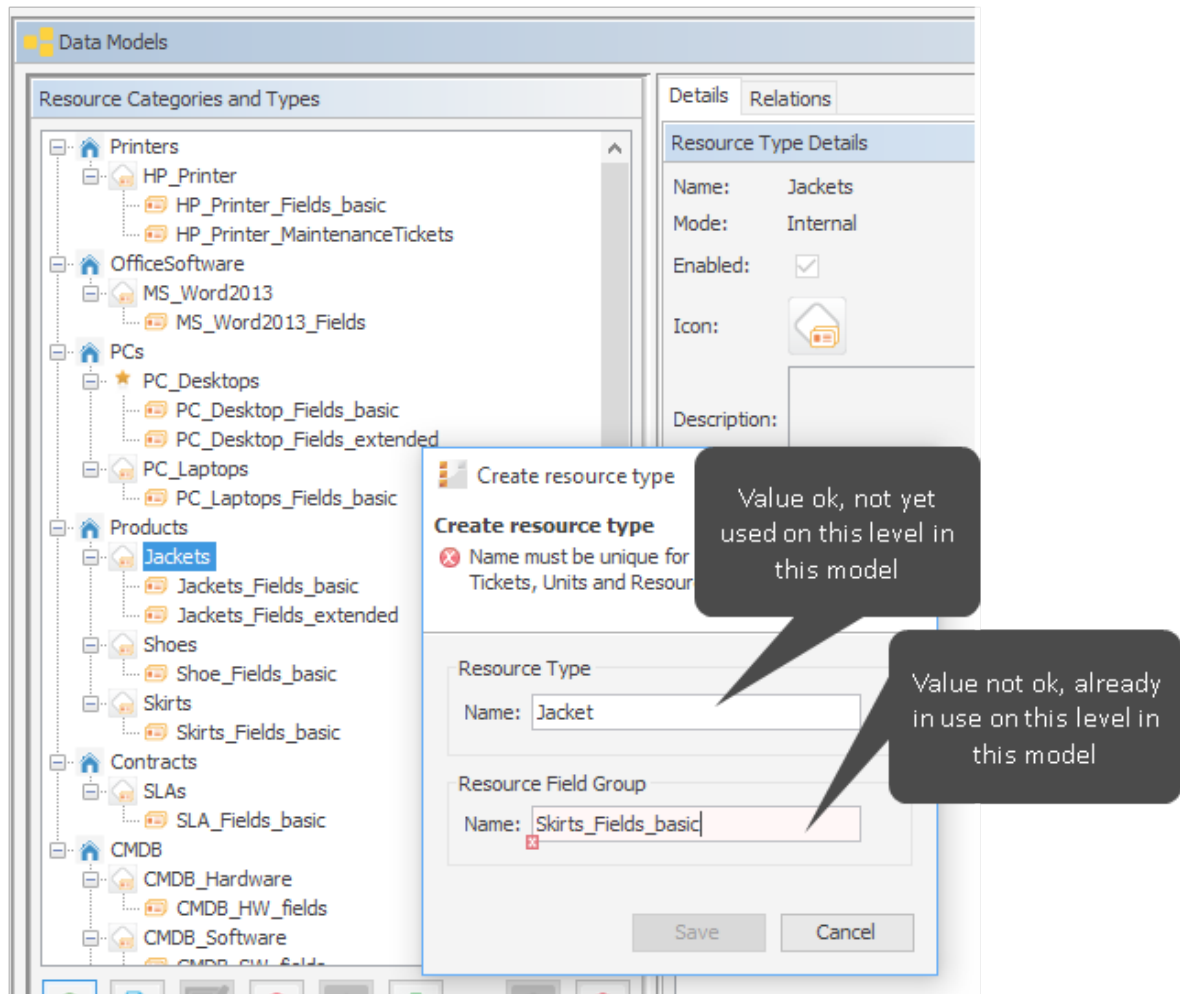 Data Models
Resource Categories and Types
Printers
HP_Printer
HP_Printer_Fields_basic
HP_Printer_MaintenanceTickets
OfficeSoftware
MS_Word2013
MS_Word2013_Fields
PCs
PC_Desktops
PC_Desktop_Fields_basic
PC_Desktop_Fields_extended
PC_Laptops
PC_Laptops_Fields_basic
Products
Jackets
Jackets_Fields_basic
Jackets_Fields_extended
Shoes
Shoe_Fields_basic
Skirts
Skirts_Fields_basic
Contracts
SLAs
SLA_Fields_basic
CMDB
CMDB_Hardware
CMDB_HW_fields
CMDB_Software
Details Relations
Resource Type Details
Name: Jackets
Mode: Internal
Enabled:
Icon:
Description:
Create resource type
Create resource type
Name must be unique for
Tickets, Units and
Resource Type
Name: Jacket
Resource Field Group
Name: Skirts_Fields_basic
Save Cancel
Value ok, not yet
used on this level in
this model
Value not ok, already
in use on this level in
this model